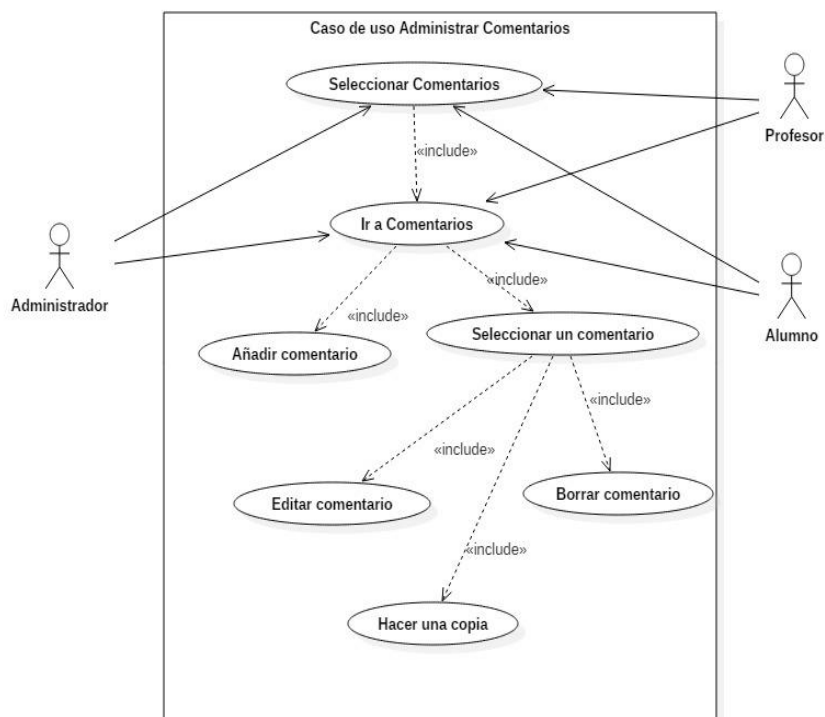 Caso de uso Administrar Comentarios
Seleccionar Comentarios
Profesor
«include»
Ir a Comentarios
Administrador
«include»
«include»
Seleccionar un comentario
Alumno
Añadir comentario
«include»
«include»
Editar comentario
Borrar comentario
«include»
Hacer una copia